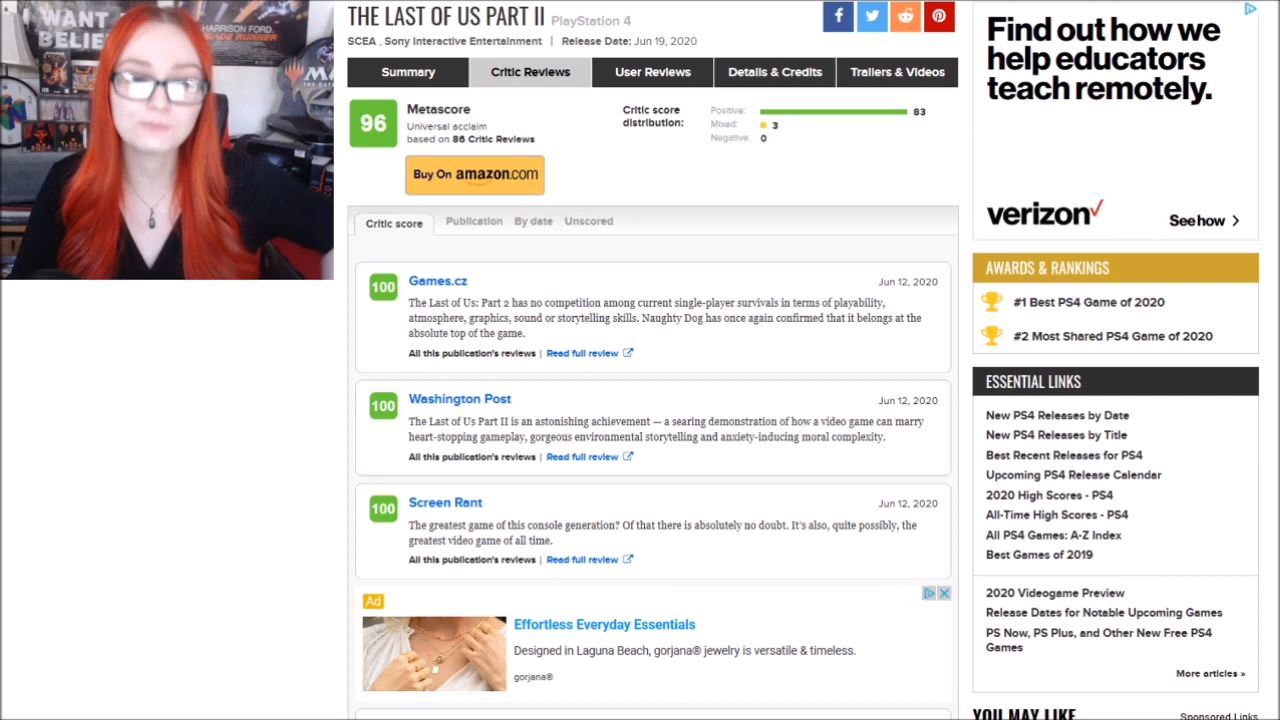 I WANT
BELIE
HARRISON FORD
BLADE RUNNER
MA
THE LAST OF US PART II PlayStation 4
SCEA , Sony Interactive Entertainment | Release Date: Jun 19, 2020
Summary
Critic Reviews
User Reviews
Details & Credits
Trailers & Videos
96
Metascore
Universal acclaim
based on 86 Critic Reviews
Critic score
distribution:
Positive: 83
Mixed: 3
Negative: 0
Buy On amazon.com
Critic score
Publication
By date
Unscored
100
Games.cz
Jun 12, 2020
The Last of Us: Part 2 has no competition among current single-player survivals in terms of playability,
atmosphere, graphics, sound or storytelling skills. Naughty Dog has once again confirmed that it belongs at the
absolute top of the game.
All this publication's reviews | Read full review
100
Washington Post
Jun 12, 2020
The Last of Us Part II is an astonishing achievement — a searing demonstration of how a video game can marry
heart-stopping gameplay, gorgeous environmental storytelling and anxiety-inducing moral complexity.
All this publication's reviews | Read full review
100
Screen Rant
Jun 12, 2020
The greatest game of this console generation? Of that there is absolutely no doubt. It's also, quite possibly, the
greatest video game of all time.
All this publication's reviews | Read full review
Ad
Effortless Everyday Essentials
Designed in Laguna Beach, gorjana® jewelry is versatile & timeless.
gorjana®
Find out how we
help educators
teach remotely.
verizon
See how
AWARDS & RANKINGS
#1 Best PS4 Game of 2020
#2 Most Shared PS4 Game of 2020
ESSENTIAL LINKS
New PS4 Releases by Date
New PS4 Releases by Title
Best Recent Releases for PS4
Upcoming PS4 Release Calendar
2020 High Scores - PS4
All-Time High Scores - PS4
All PS4 Games: A-Z Index
Best Games of 2019
2020 Videogame Preview
Release Dates for Notable Upcoming Games
PS Now, PS Plus, and Other New Free PS4
Games
More articles »
YOU MAY LIKE
Sponsored Links